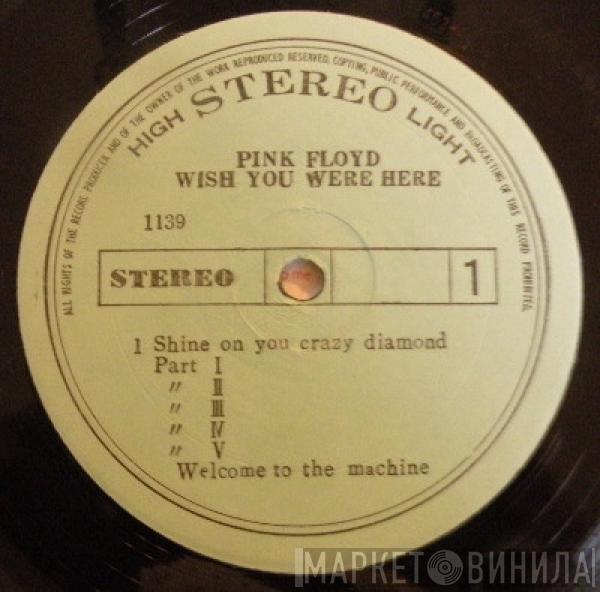 ALL RIGHTS OF THE RECORD PRODUCER AND OF THE OWNER OF THE WORK REPRODUCED RESERVED, COPYING, PUBLIC PERFORMANCE AND BROADCASTING OF THIS RECORD PROHIBITED.
HIGH STEREO LIGHT
PINK FLOYD
WISH YOU WERE HERE
1139
STEREO 1
1 Shine on you crazy diamond
Part I
〃 II
〃 III
〃 IV
〃 V
Welcome to the machine
МАРКЕТ ВИНИЛА